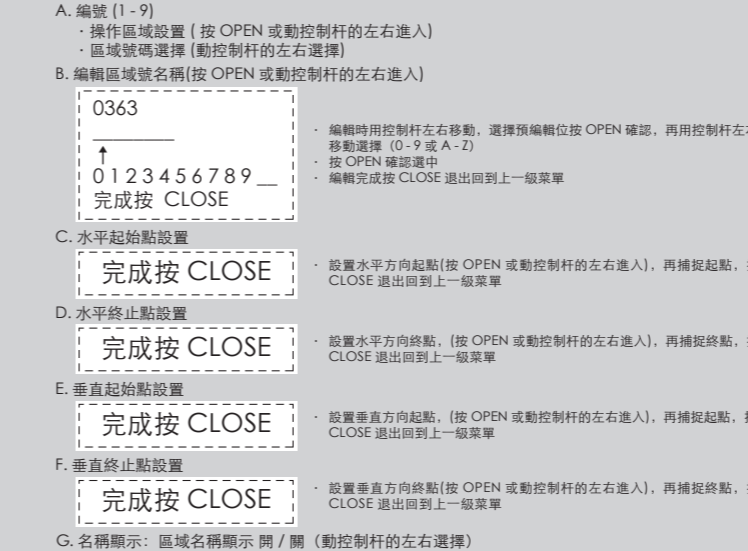 A. 編號 (1 - 9)
· 操作區域設置 ( 按 OPEN 或動控制杆的左右進入)
· 區域號碼選擇 (動控制杆的左右選擇)
B. 編輯區域號名稱(按 OPEN 或動控制杆的左右進入)
0363
________
↑
0 1 2 3 4 5 6 7 8 9 __
完成按 CLOSE
· 編輯時用控制杆左右移動，選擇預編輯位按 OPEN 確認，再用控制杆左
移動選擇（0 - 9 或 A - Z）
· 按 OPEN 確認選中
· 編輯完成按 CLOSE 退出回到上一級菜單
C. 水平起始點設置
完成按 CLOSE
· 設置水平方向起點(按 OPEN 或動控制杆的左右進入)，再捕捉起點，
CLOSE 退出回到上一級菜單
D. 水平終止點設置
完成按 CLOSE
· 設置水平方向終點，(按 OPEN 或動控制杆的左右進入)，再捕捉終點，
CLOSE 退出回到上一級菜單
E. 垂直起始點設置
完成按 CLOSE
· 設置垂直方向起點，(按 OPEN 或動控制杆的左右進入)，再捕捉起點，
CLOSE 退出回到上一級菜單
F. 垂直終止點設置
完成按 CLOSE
· 設置垂直方向終點(按 OPEN 或動控制杆的左右進入)，再捕捉終點，
CLOSE 退出回到上一級菜單
G. 名稱顯示：區域名稱顯示 開 / 關（動控制杆的左右選擇）